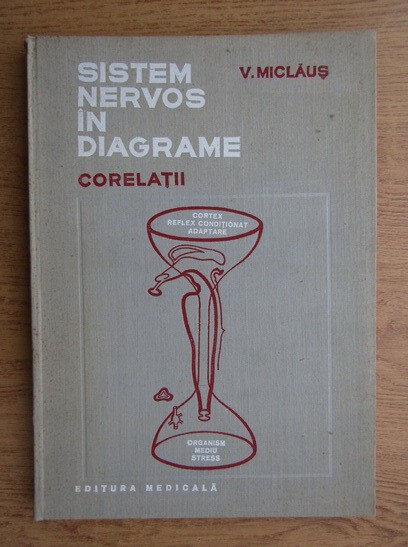 SISTEM
NERVOS
ÎN
DIAGRAME
V. MICLĂUȘ
CORELAȚII
CORTEX
REFLEX CONDIȚIONAT
ADAPTARE
ORGANISM
MEDIU
STRESS
EDITURA MEDICALĂ